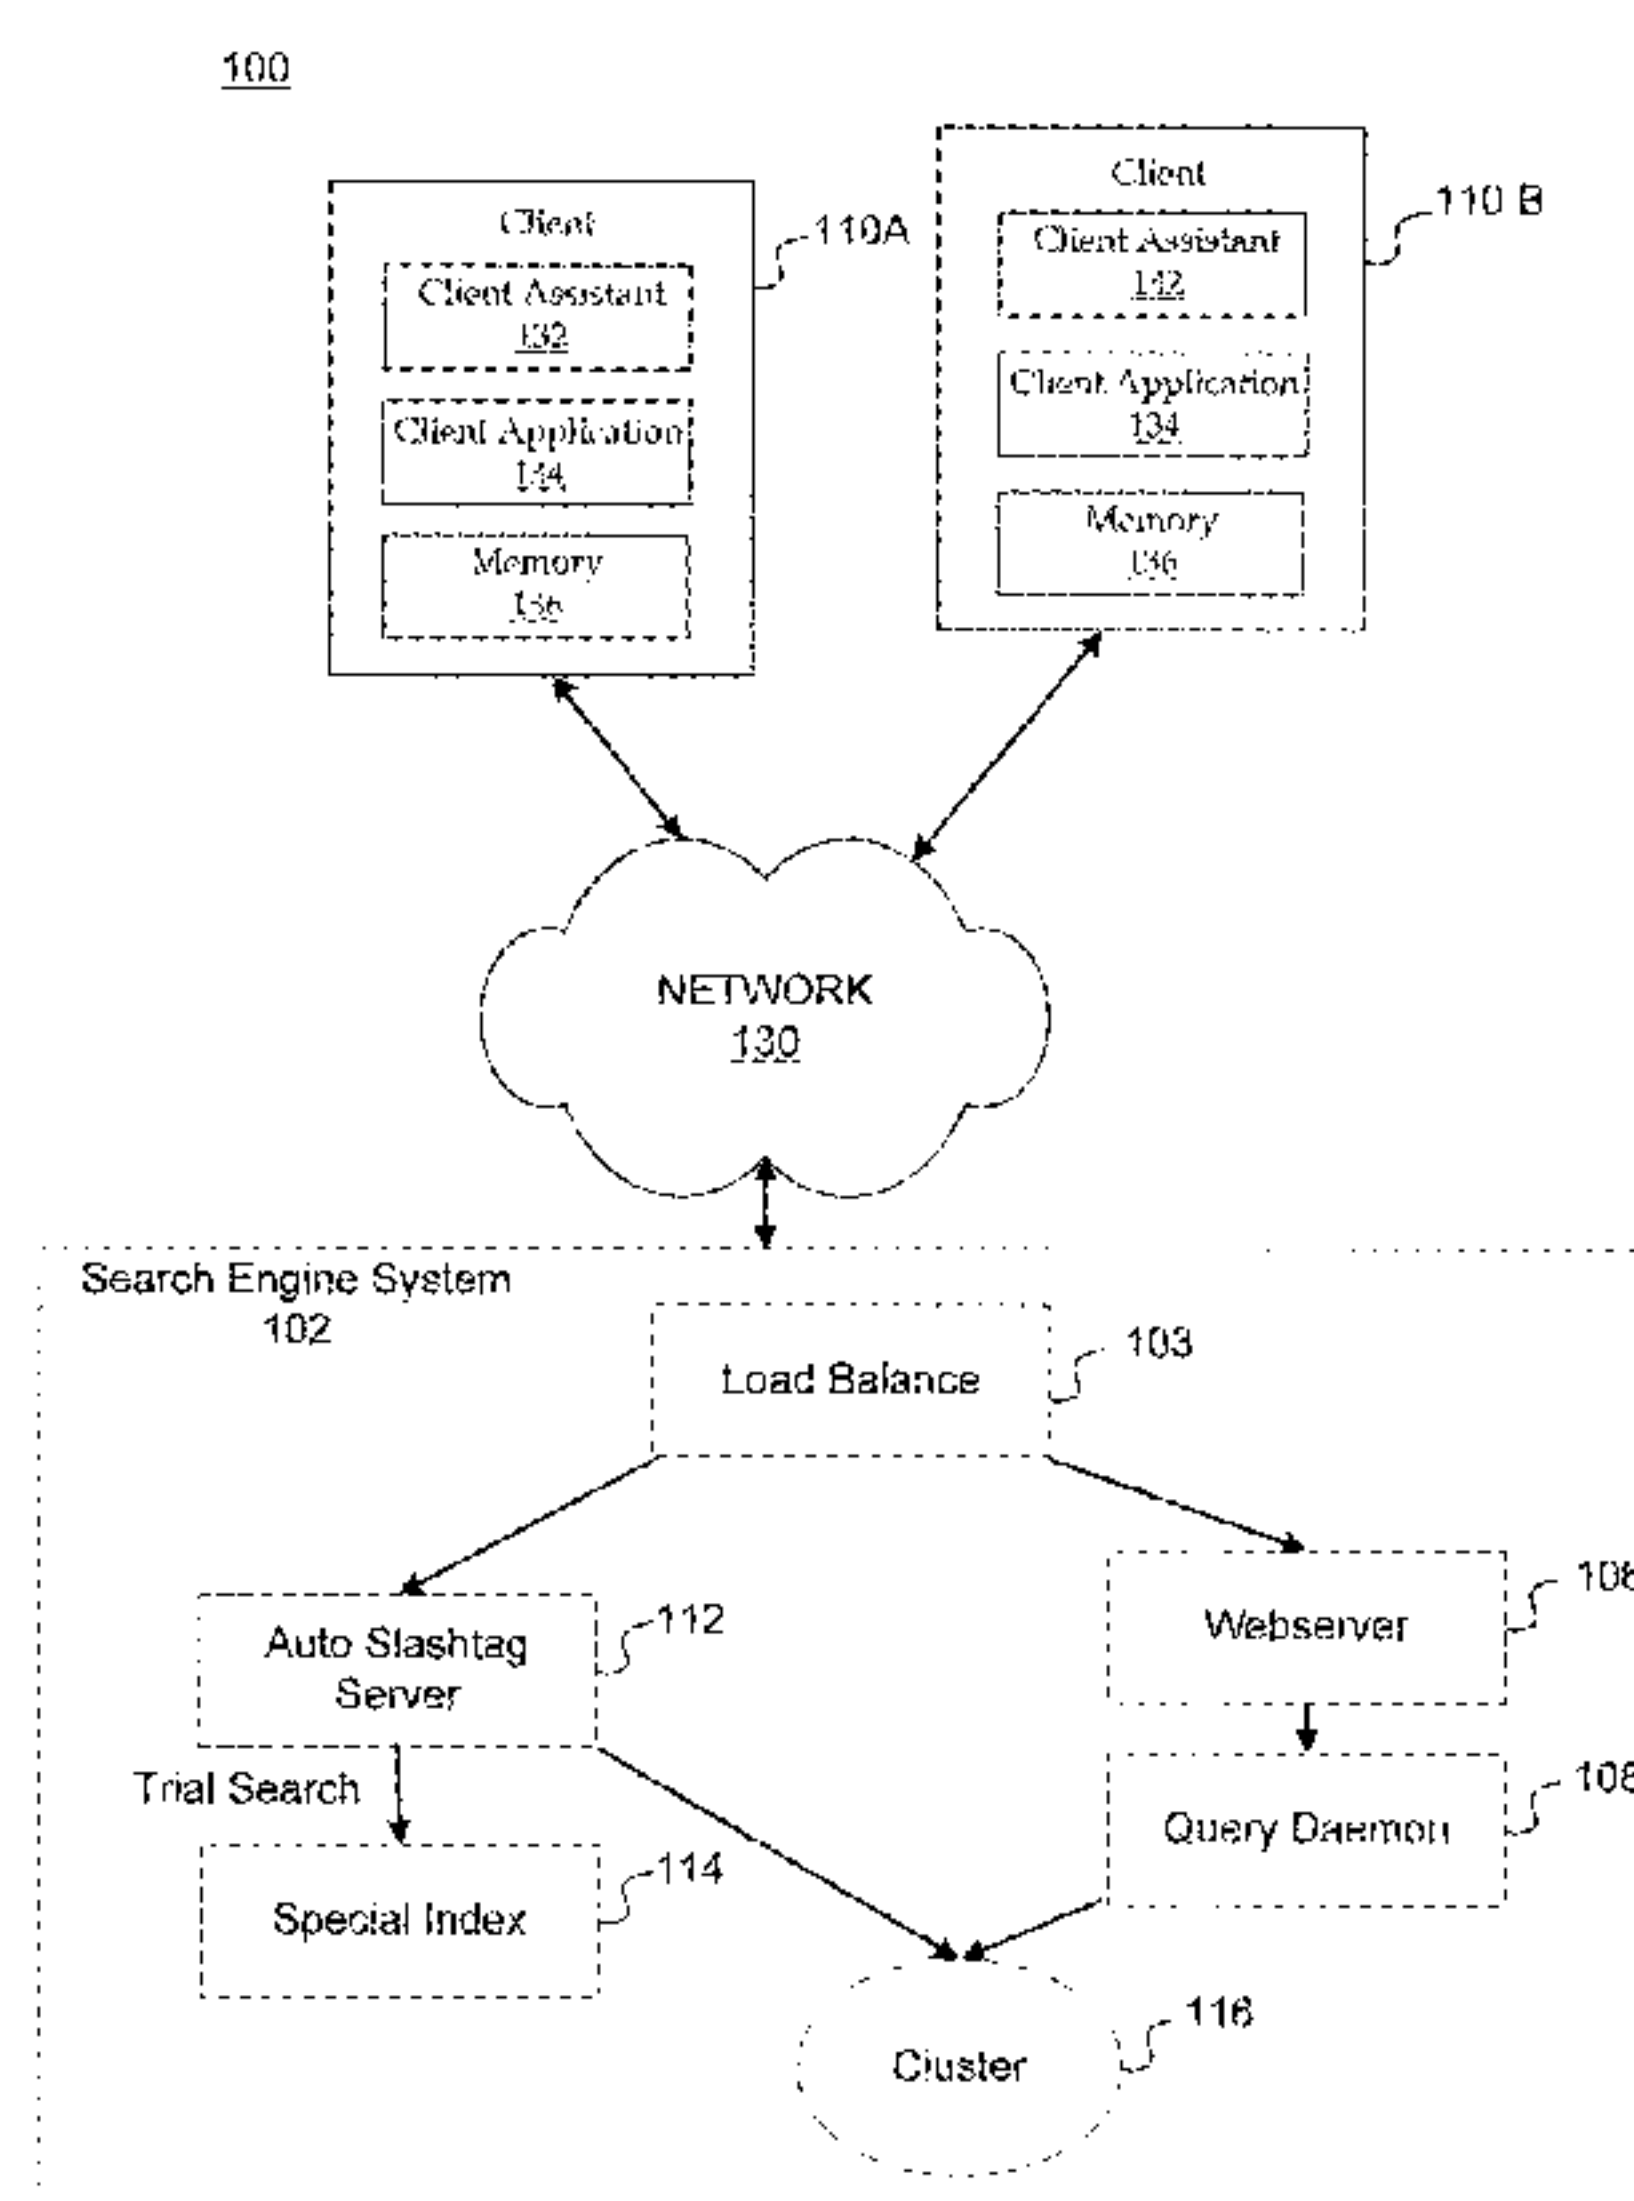 100
Client
110A
Client Assistant
132
Client Application
144
Memory
136
Client
110 B
Client Assistant
142
Client Application
134
Memory
136
NETWORK
130
Search Engine System
102
Load Balance
103
Auto Slashtag
Server
112
Webserver
Trial Search
Query Daemon
108
Special Index
114
Cluster
116